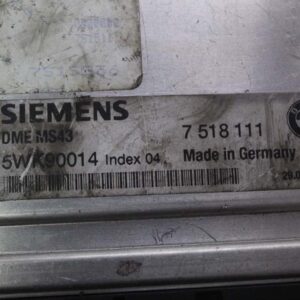 SIEMENS
DME MS43
7 518 111
5WK90014 Index 04
Made in Germany